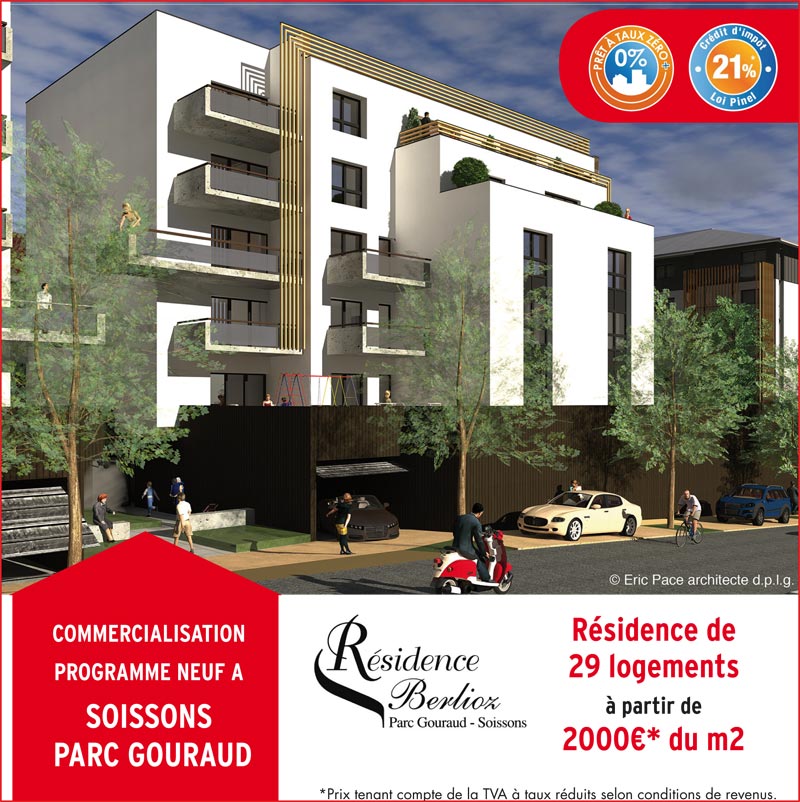 PRÊT À TAUX ZÉRO+
0%
Crédit d'impôt
21%
Loi Pinel
© Eric Pace architecte d.p.l.g.
COMMERCIALISATION
PROGRAMME NEUF A
SOISSONS
PARC GOURAUD
Résidence
Berlioz
Parc Gouraud - Soissons
Résidence de
29 logements
à partir de
2000€* du m2
*Prix tenant compte de la TVA à taux réduits selon conditions de revenus.